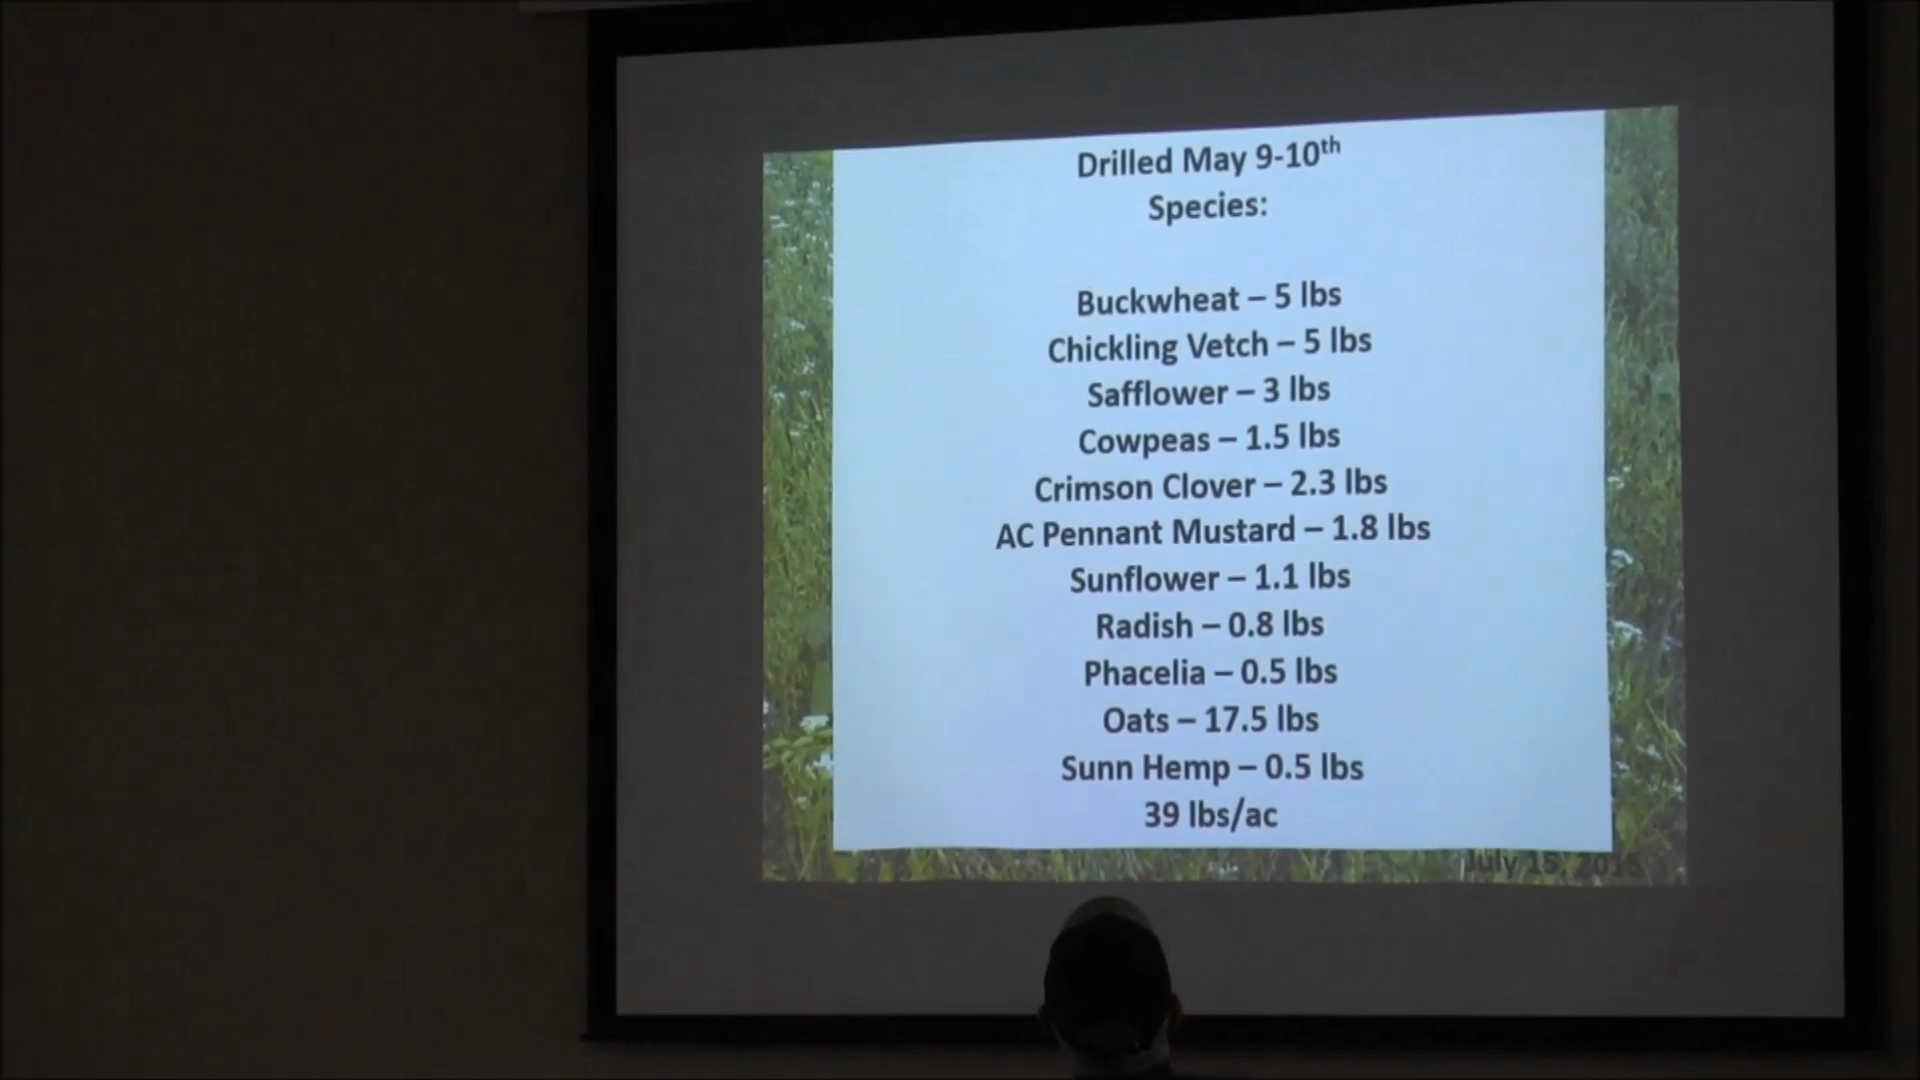 Drilled May 9-10th
Species:
Buckwheat – 5 lbs
Chickling Vetch – 5 lbs
Safflower – 3 lbs
Cowpeas – 1.5 lbs
Crimson Clover – 2.3 lbs
AC Pennant Mustard – 1.8 lbs
Sunflower – 1.1 lbs
Radish – 0.8 lbs
Phacelia – 0.5 lbs
Oats – 17.5 lbs
Sunn Hemp – 0.5 lbs
39 lbs/ac
July 15,